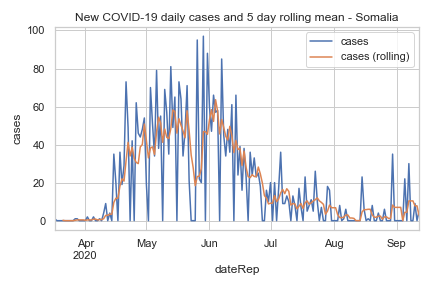 New COVID-19 daily cases and 5 day rolling mean - Somalia
cases
cases (rolling)
100
80
60
40
20
0
cases
Apr
2020
May
Jun
Jul
Aug
Sep
dateRep